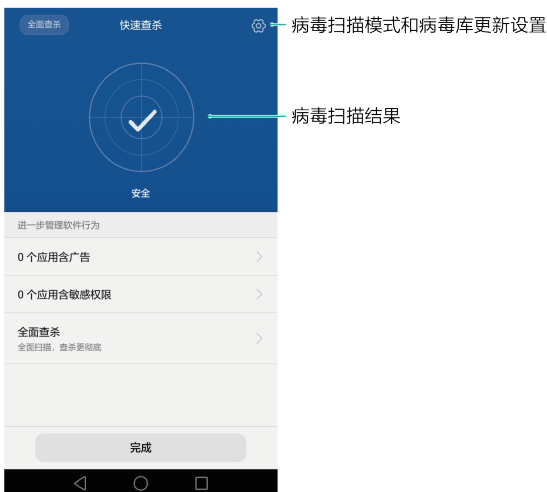 全面查杀
快速查杀
病毒扫描模式和病毒库更新设置
病毒扫描结果
安全
进一步管理软件行为
0 个应用含广告
0 个应用含敏感权限
全面查杀
全面扫描，查杀更彻底
完成